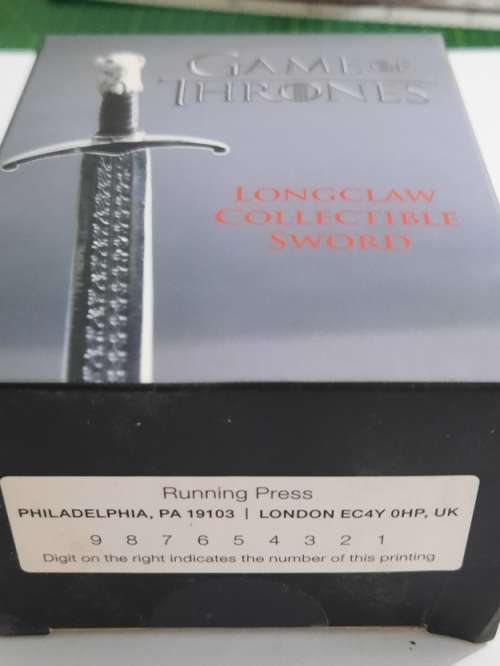 GAME OF
THRONES
LONGCLAW
COLLECTIBLE
SWORD
Running Press
PHILADELPHIA, PA 19103 | LONDON EC4Y 0HP, UK
9 8 7 6 5 4 3 2 1
Digit on the right indicates the number of this printing